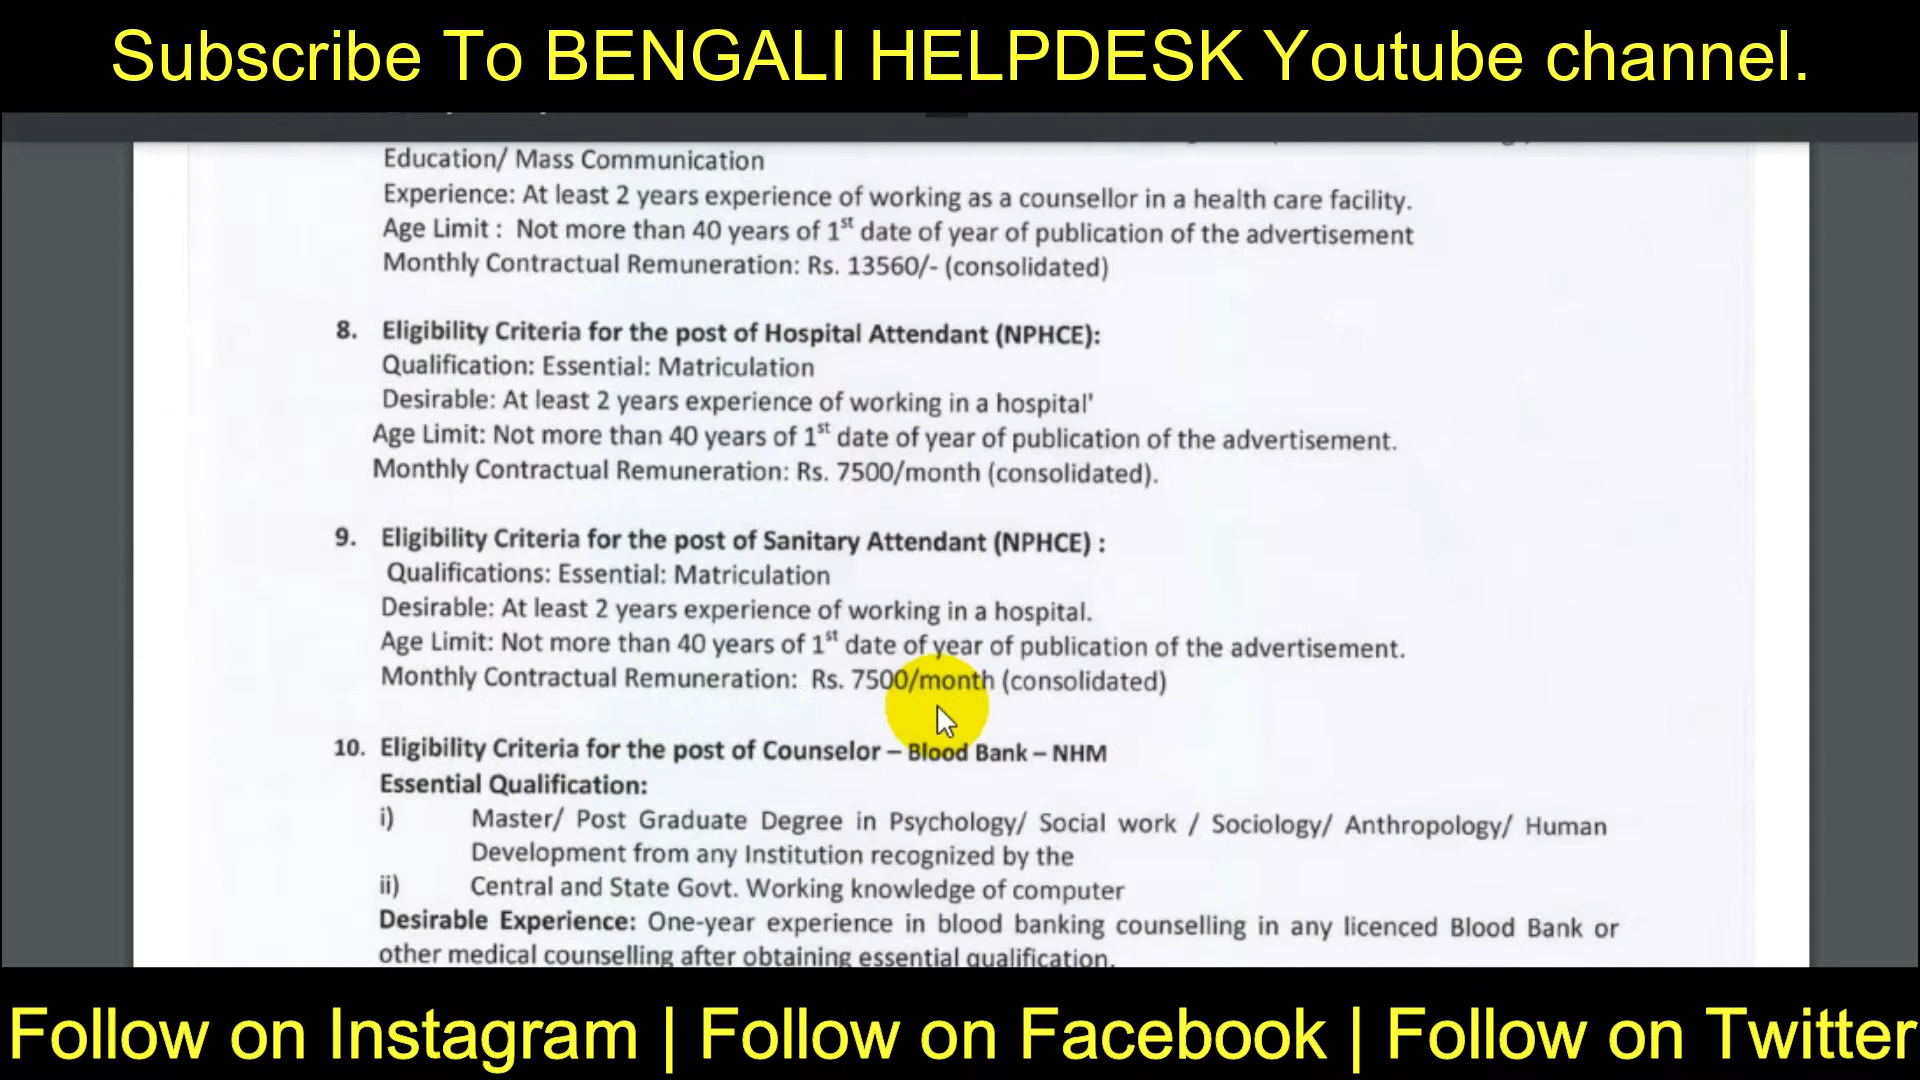 Subscribe To BENGALI HELPDESK Youtube channel.
Education/ Mass Communication
Experience: At least 2 years experience of working as a counsellor in a health care facility.
Age Limit : Not more than 40 years of 1st date of year of publication of the advertisement
Monthly Contractual Remuneration: Rs. 13560/- (consolidated)
8. Eligibility Criteria for the post of Hospital Attendant (NPHCE):
Qualification: Essential: Matriculation
Desirable: At least 2 years experience of working in a hospital'
Age Limit: Not more than 40 years of 1st date of year of publication of the advertisement.
Monthly Contractual Remuneration: Rs. 7500/month (consolidated).
9. Eligibility Criteria for the post of Sanitary Attendant (NPHCE) :
Qualifications: Essential: Matriculation
Desirable: At least 2 years experience of working in a hospital.
Age Limit: Not more than 40 years of 1st date of year of publication of the advertisement.
Monthly Contractual Remuneration: Rs. 7500/month (consolidated)
10. Eligibility Criteria for the post of Counselor – Blood Bank – NHM
Essential Qualification:
i) Master/ Post Graduate Degree in Psychology/ Social work / Sociology/ Anthropology/ Human
Development from any Institution recognized by the
ii) Central and State Govt. Working knowledge of computer
Desirable Experience: One-year experience in blood banking counselling in any licenced Blood Bank or
other medical counselling after obtaining essential qualification.
Follow on Instagram | Follow on Facebook | Follow on Twitter